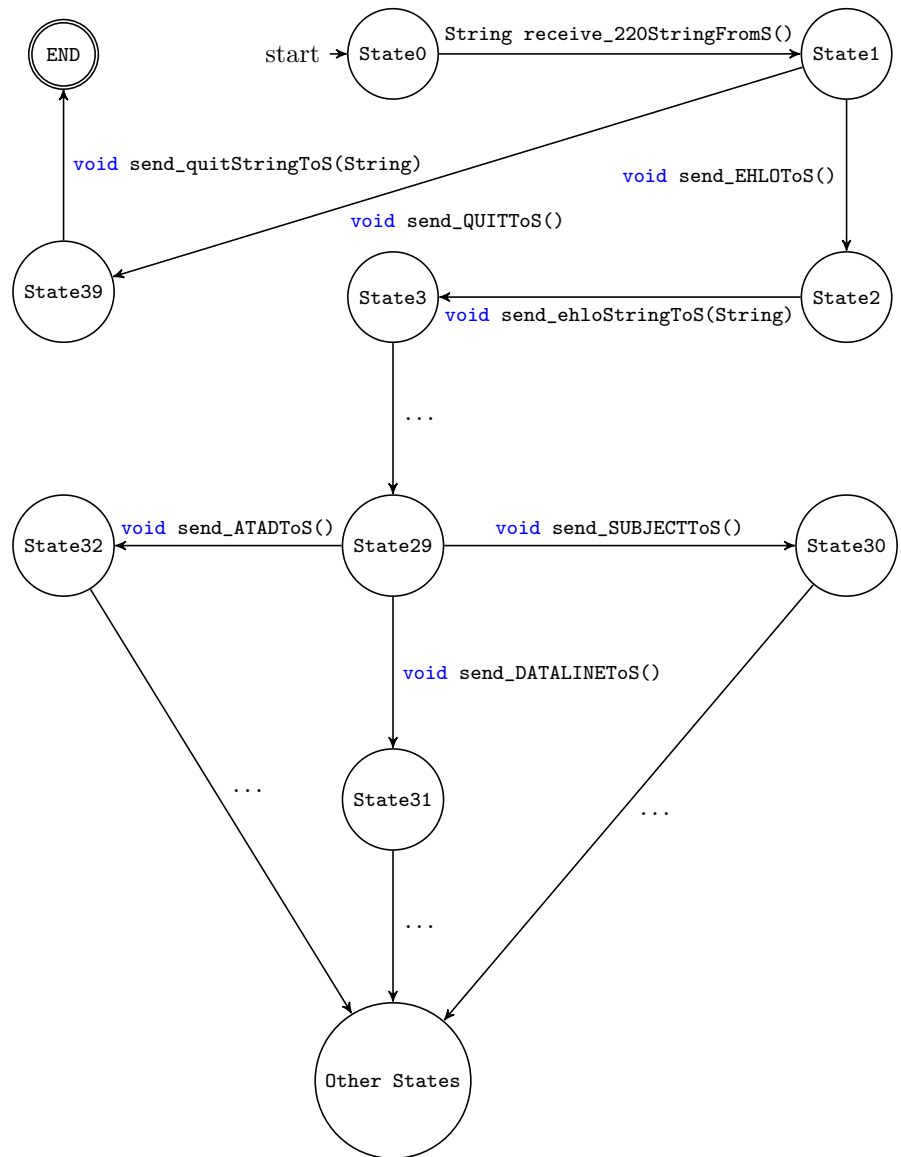 END
start
State0
String receive_220StringFromS()
State1
void send_quitStringToS(String)
void send_EHLOToS()
void send_QUITToS()
State39
State3
State2
void send_ehloStringToS(String)
...
State32
void send_ATADToS()
State29
void send_SUBJECTToS()
State30
void send_DATALINEToS()
...
State31
...
...
Other States